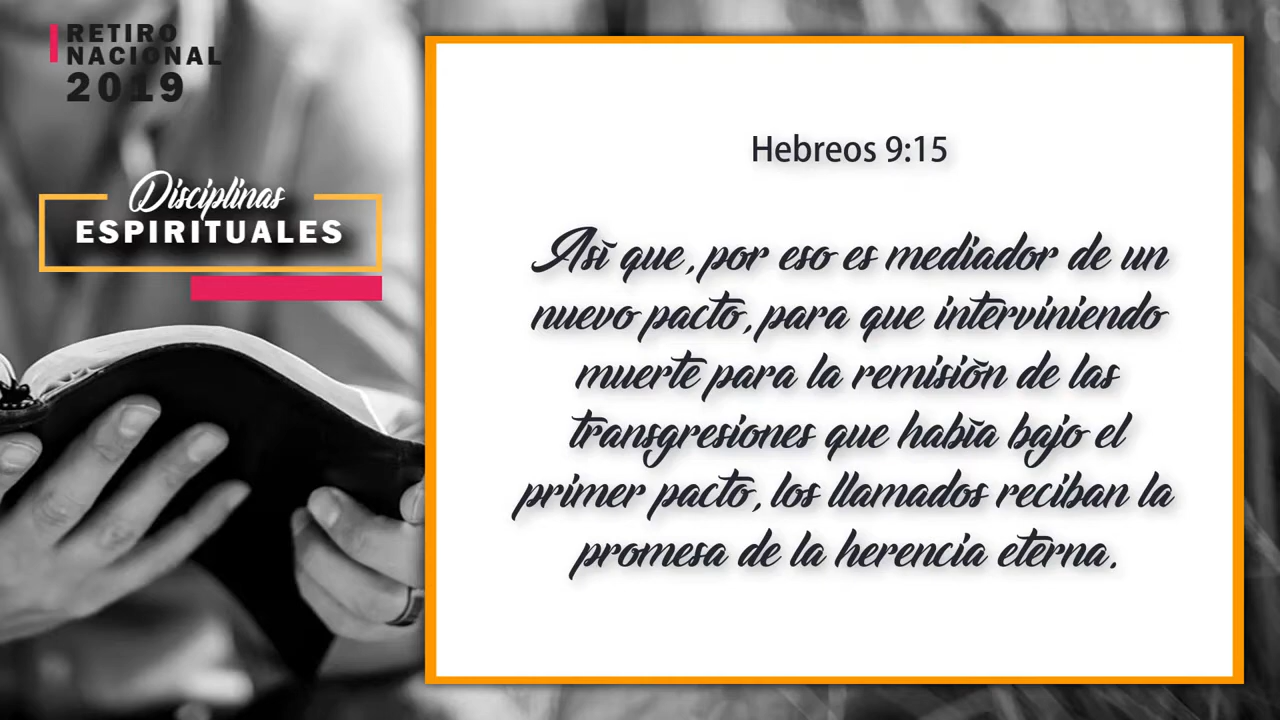 RETIRO
NACIONAL
2019
Disciplinas
ESPIRITUALES
Hebreos 9:15
Así que, por eso es mediador de un
nuevo pacto, para que interviniendo
muerte para la remisión de las
transgresiones que había bajo el
primer pacto, los llamados reciban la
promesa de la herencia eterna.